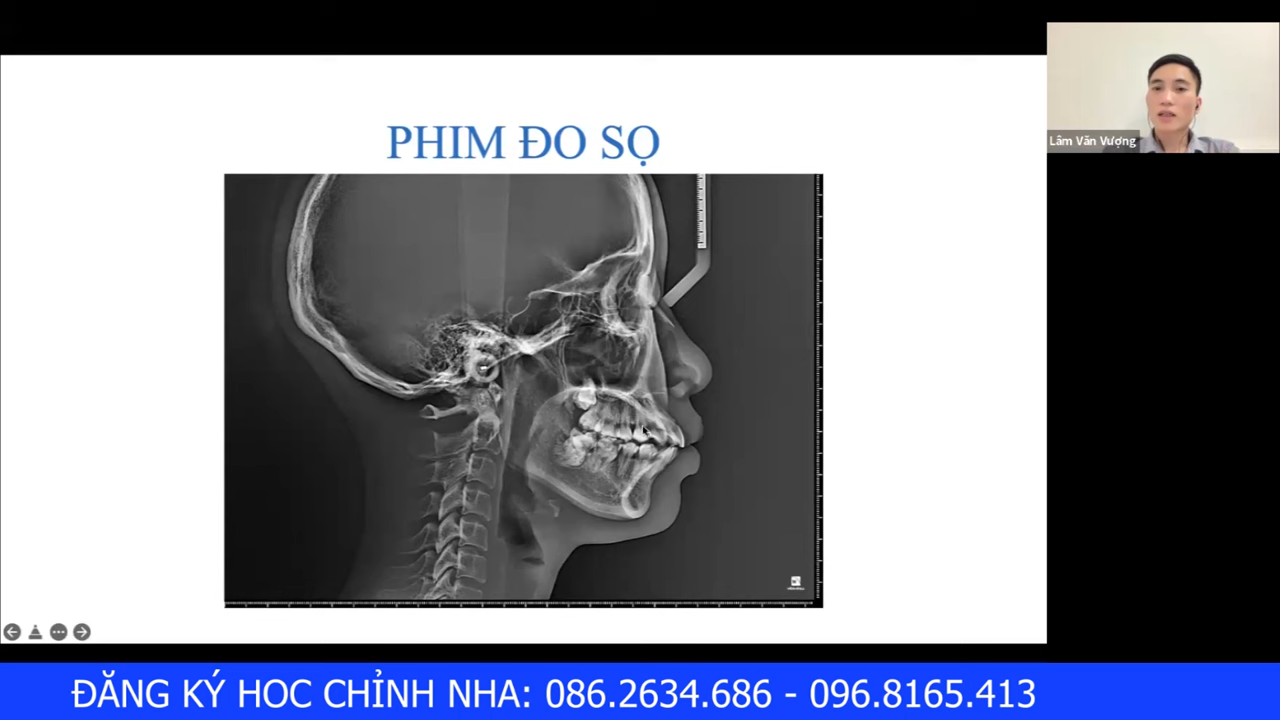 PHIM ĐO SỌ
Lâm Văn Vượng
ĐĂNG KÝ HOC CHỈNH NHA: 086.2634.686 - 096.8165.413